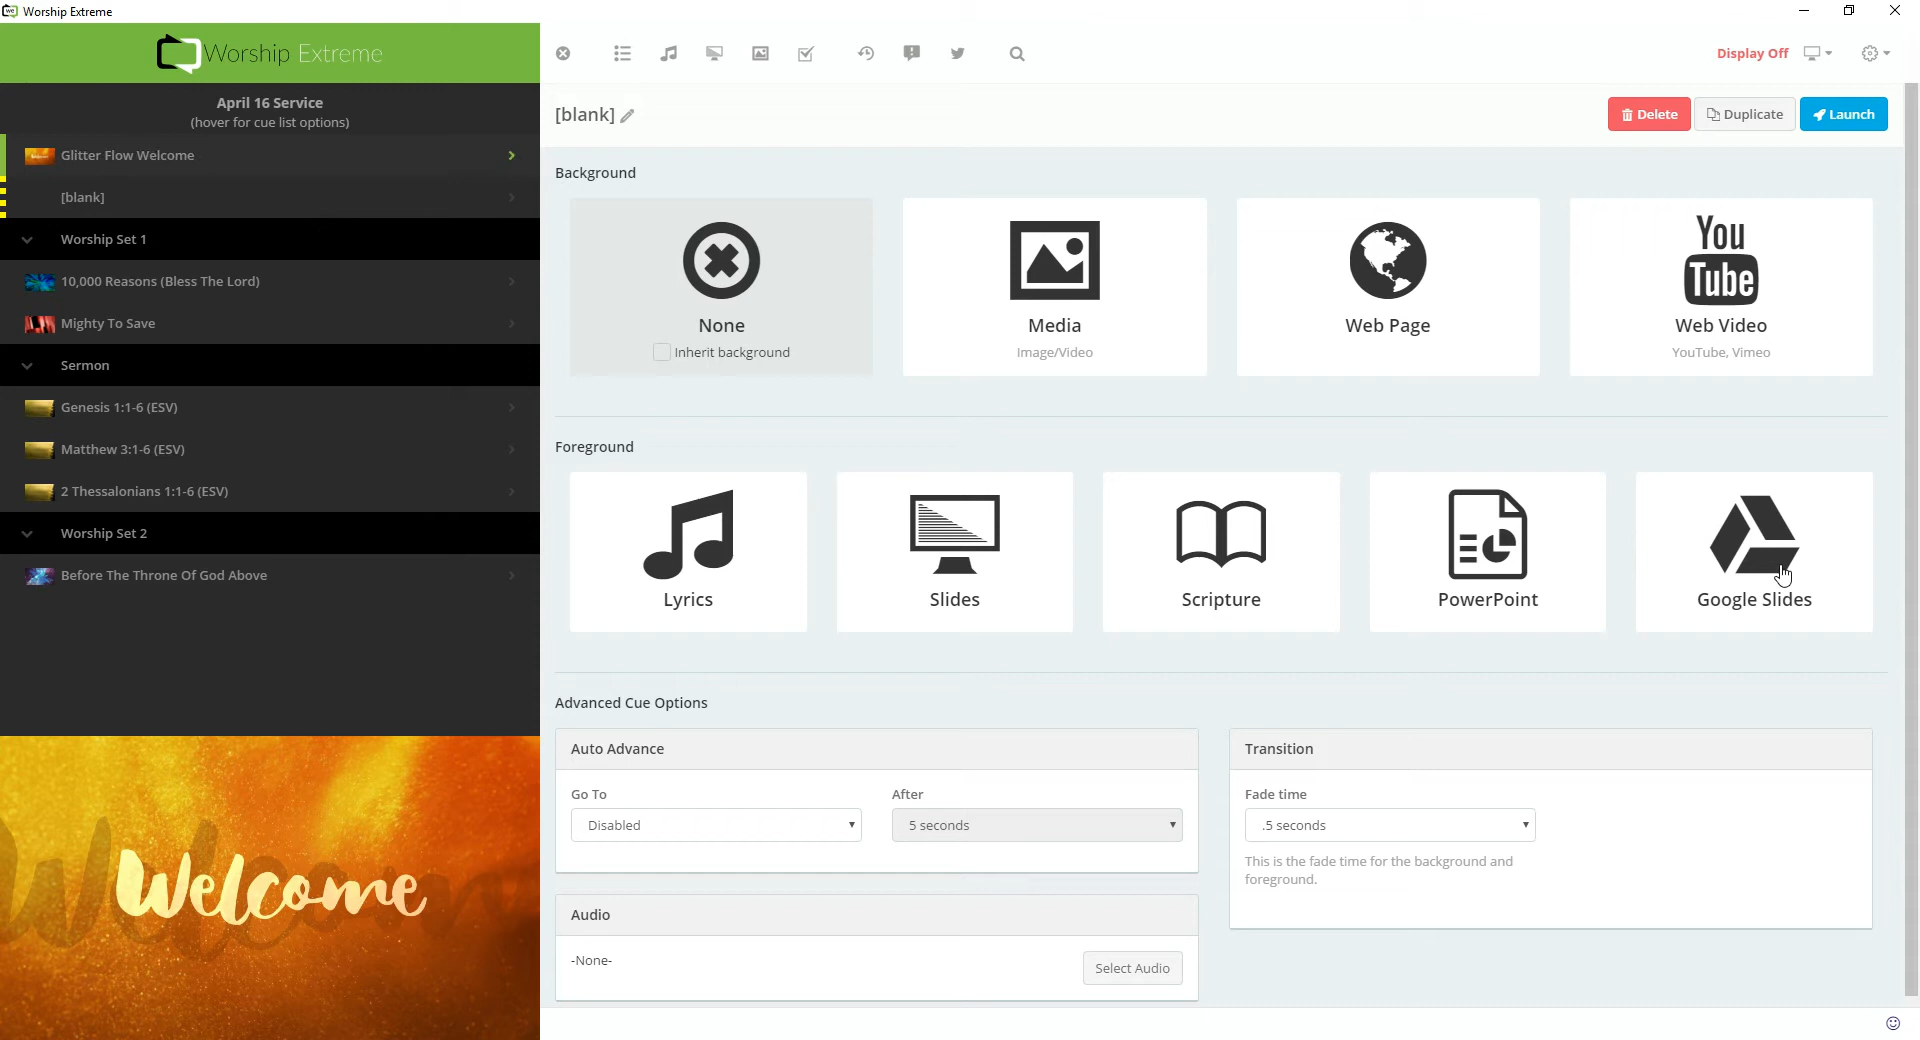 Worship Extreme
Worship Extreme
Display Off
April 16 Service
(hover for cue list options)
Glitter Flow Welcome
[blank]
Worship Set 1
10,000 Reasons (Bless The Lord)
Mighty To Save
Sermon
Genesis 1:1-6 (ESV)
Matthew 3:1-6 (ESV)
2 Thessalonians 1:1-6 (ESV)
Worship Set 2
Before The Throne Of God Above
Welcome
[blank]
Delete
Duplicate
Launch
Background
None
Inherit background
Media
Image/Video
Web Page
You
Tube
Web Video
YouTube, Vimeo
Foreground
Lyrics
Slides
Scripture
PowerPoint
Google Slides
Advanced Cue Options
Auto Advance
Go To
After
Disabled
5 seconds
Transition
Fade time
.5 seconds
This is the fade time for the background and
foreground.
Audio
-None-
Select Audio